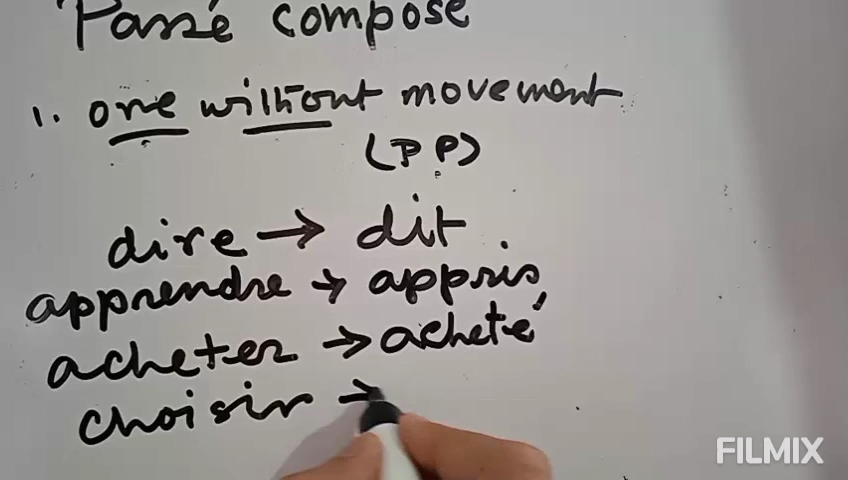 Passé composé
1. one without movement
(PP)
dire → dit
apprendre → appris
acheter → acheté
choisir →
FILMIX